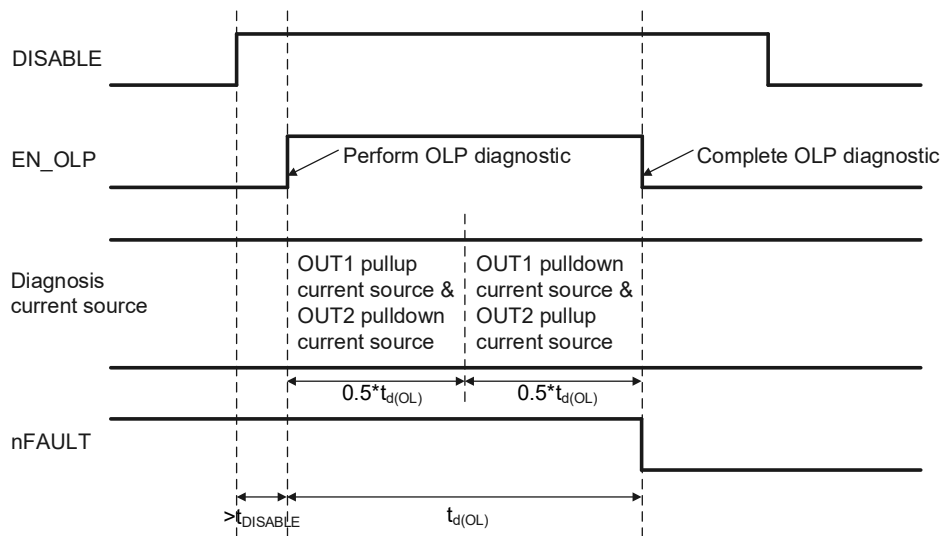 DISABLE
EN_OLP
Perform OLP diagnostic
Complete OLP diagnostic
Diagnosis
current source
OUT1 pullup
current source &
OUT2 pulldown
current source
OUT1 pulldown
current source &
OUT2 pullup
current source
0.5*td(OL)
0.5*td(OL)
nFAULT
>tDISABLE
td(OL)